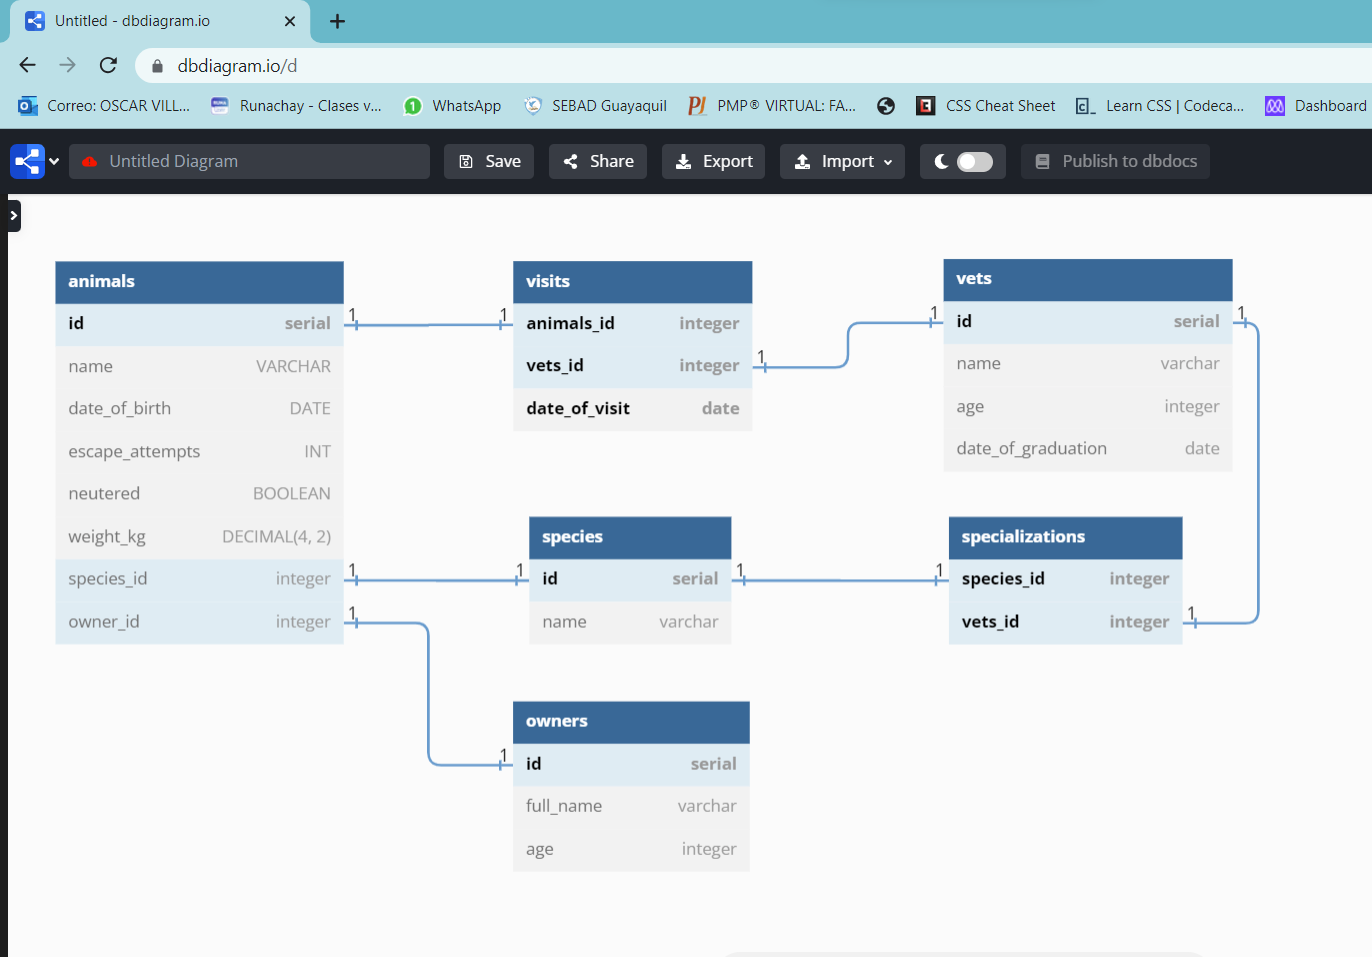 Untitled - dbdiagram.io
dbdiagram.io/d
Correo: OSCAR VILL... Runachay - Clases v... WhatsApp SEBAD Guayaquil PMP® VIRTUAL: FA... CSS Cheat Sheet Learn CSS | Codeca... Dashboard
Untitled Diagram Save Share Export Import Publish to dbdocs
animals
id serial
name VARCHAR
date_of_birth DATE
escape_attempts INT
neutered BOOLEAN
weight_kg DECIMAL(4, 2)
species_id integer
owner_id integer
1
1
1
visits
animals_id integer
vets_id integer
date_of_visit date
1
1
vets
id serial
name varchar
age integer
date_of_graduation date
1
1
species
id serial
name varchar
1
1
specializations
species_id integer
vets_id integer
1
1
owners
id serial
full_name varchar
age integer
1